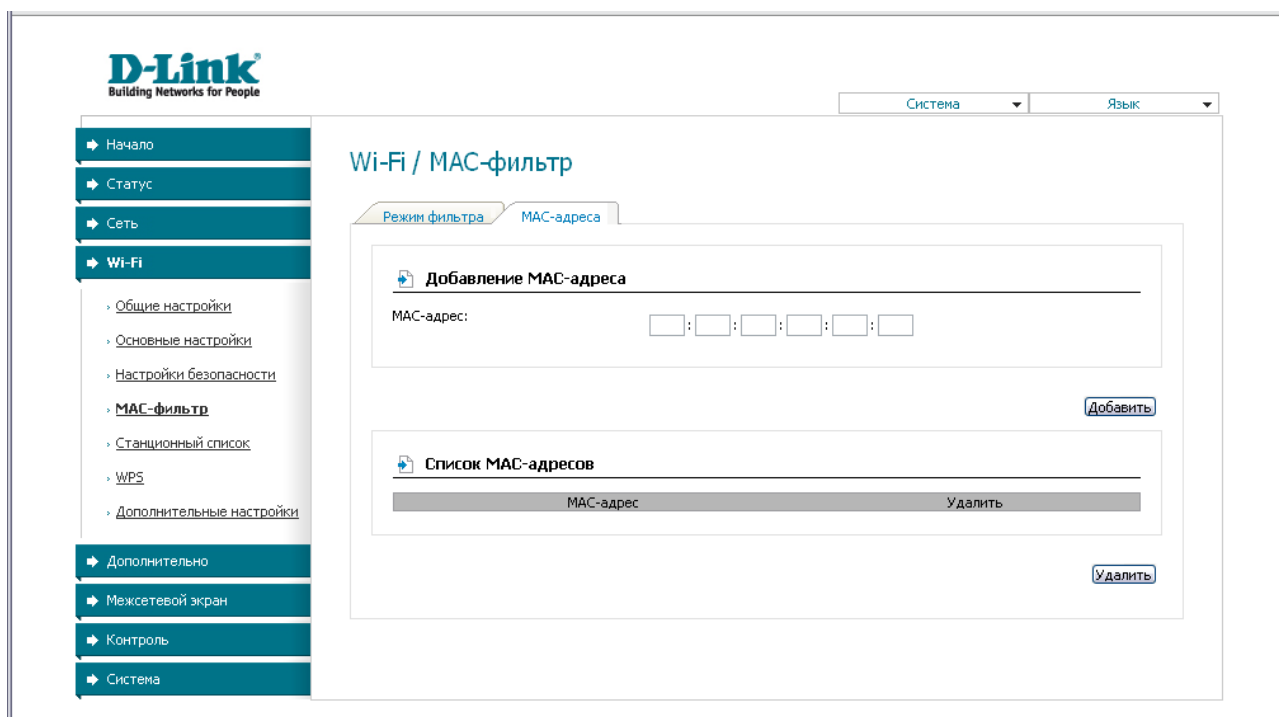 D-Link
Building Networks for People
Система
Язык
Начало
Статус
Сеть
Wi-Fi
Общие настройки
Основные настройки
Настройки безопасности
MAC-фильтр
Станционный список
WPS
Дополнительные настройки
Дополнительно
Межсетевой экран
Контроль
Система
Wi-Fi / MAC-фильтр
Режим фильтра
MAC-адреса
Добавление MAC-адреса
MAC-адрес:
: : : : :
Добавить
Список MAC-адресов
MAC-адрес Удалить
Удалить